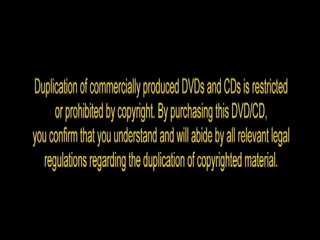 Duplication of commercially produced DVDs and CDs is restricted
or prohibited by copyright. By purchasing this DVD/CD,
you confirm that you understand and will abide by all relevant legal
regulations regarding the duplication of copyrighted material.